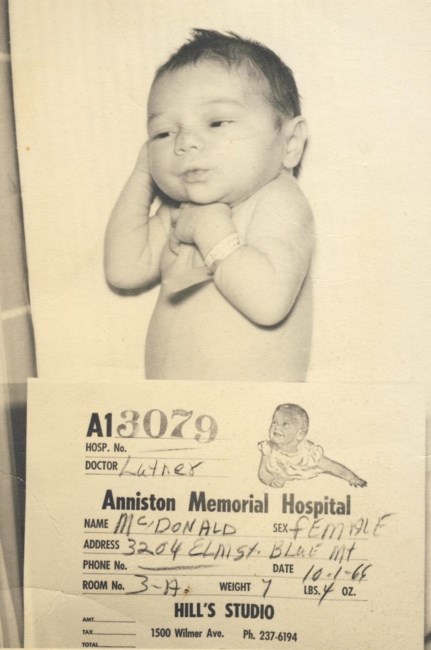 A13079
HOSP. No.
DOCTOR Luther
Anniston Memorial Hospital
NAME McDONALD SEX FEMALE
ADDRESS 3204 ELM St. BLUE Mt
PHONE No. DATE 10-1-66
ROOM No. 3-A. WEIGHT 7 LBS. 4 OZ.
HILL'S STUDIO
AMT.
TAX 1500 Wilmer Ave. Ph. 237-6194
TOTAL